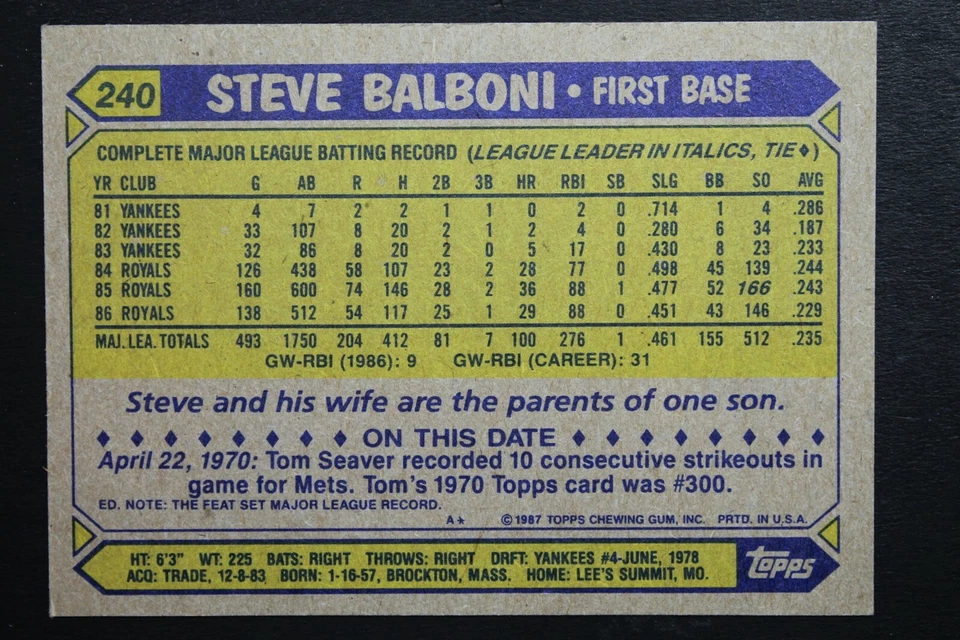 240 STEVE BALBONI • FIRST BASE
COMPLETE MAJOR LEAGUE BATTING RECORD (LEAGUE LEADER IN ITALICS, TIE♦)
YR CLUB G AB R H 2B 3B HR RBI SB SLG BB SO AVG
81 YANKEES 4 7 2 2 1 1 0 2 0 .714 1 4 .286
82 YANKEES 33 107 8 20 2 1 2 4 0 .280 6 34 .187
83 YANKEES 32 86 8 20 2 0 5 17 0 .430 8 23 .233
84 ROYALS 126 438 58 107 23 2 28 77 0 .498 45 139 .244
85 ROYALS 160 600 74 146 28 2 36 88 1 .477 52 166 .243
86 ROYALS 138 512 54 117 25 1 29 88 0 .451 43 146 .229
MAJ. LEA. TOTALS 493 1750 204 412 81 7 100 276 1 .461 155 512 .235
GW-RBI (1986): 9 GW-RBI (CAREER): 31
Steve and his wife are the parents of one son.
♦ ♦ ♦ ♦ ♦ ♦ ♦ ♦ ON THIS DATE ♦ ♦ ♦ ♦ ♦ ♦ ♦ ♦
April 22, 1970: Tom Seaver recorded 10 consecutive strikeouts in
game for Mets. Tom's 1970 Topps card was #300.
ED. NOTE: THE FEAT SET MAJOR LEAGUE RECORD.
A★ ©1987 TOPPS CHEWING GUM, INC. PRTD. IN U.S.A.
HT: 6'3" WT: 225 BATS: RIGHT THROWS: RIGHT DRFT: YANKEES #4-JUNE, 1978
ACQ: TRADE, 12-8-83 BORN: 1-16-57, BROCKTON, MASS. HOME: LEE'S SUMMIT, MO.
topps